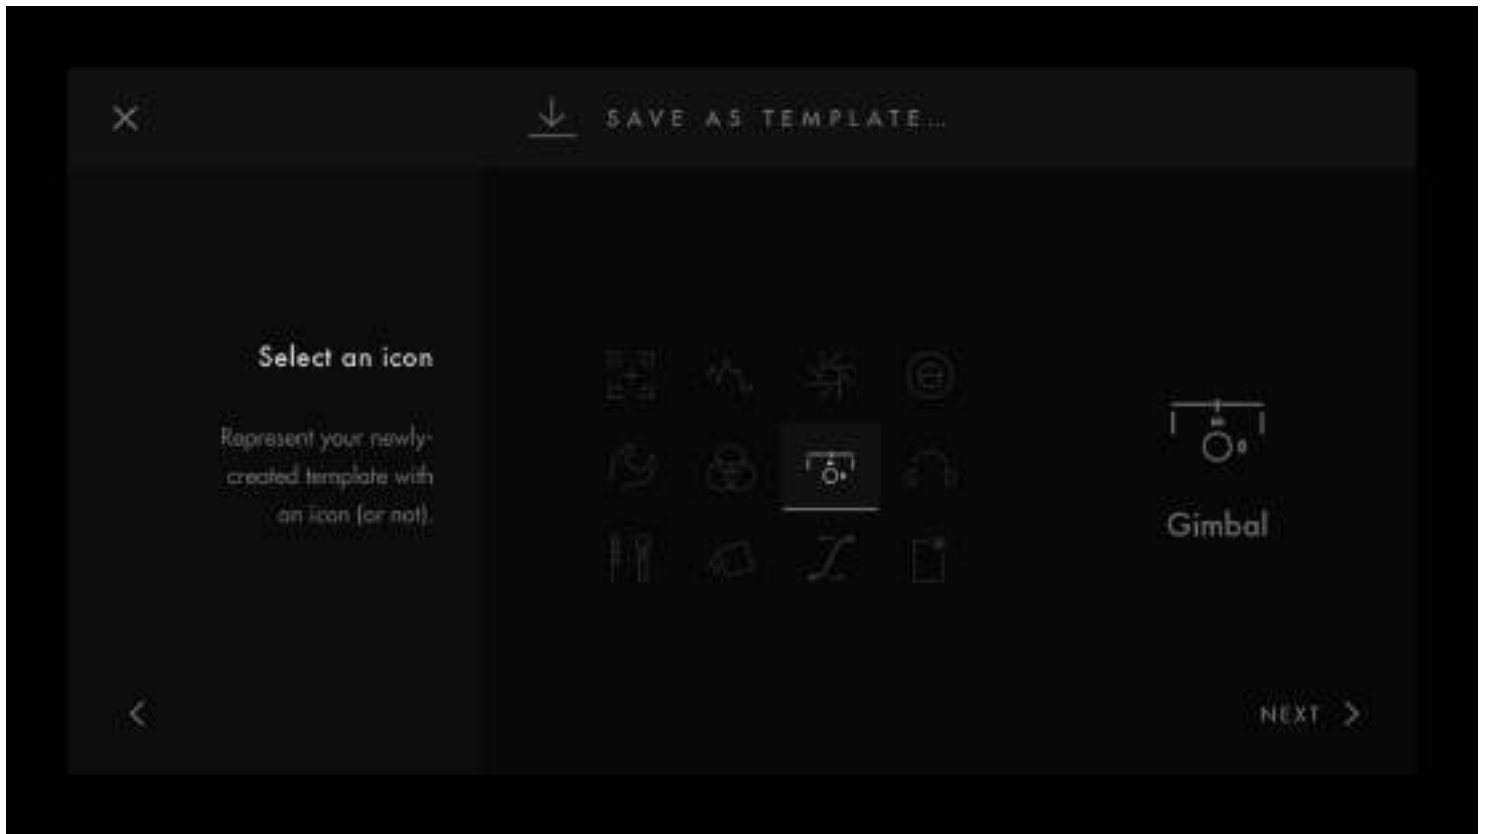 SAVE AS TEMPLATE…
Select an icon
Represent your newly-
created template with
an icon (or not).
Gimbal
NEXT